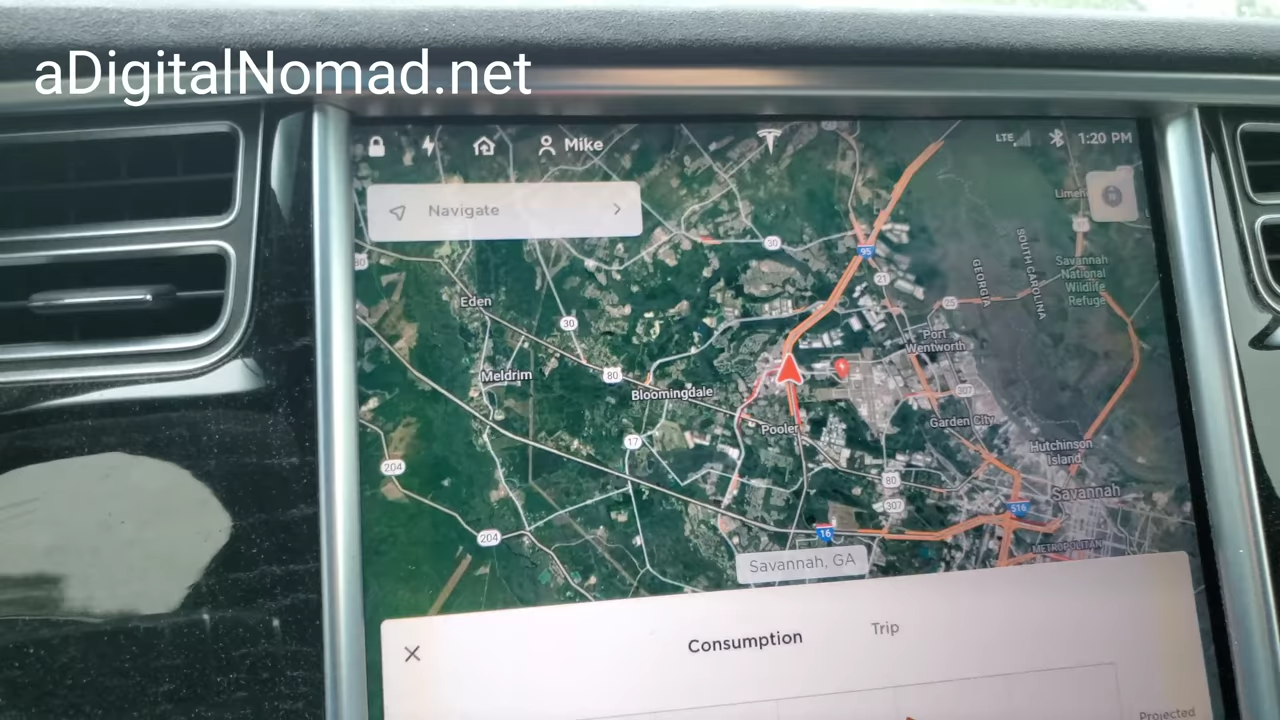 aDigitalNomad.net
Mike
LTE
1:20 PM
Navigate
30
95
21
25
Savannah
National
Wildlife
Refuge
SOUTH CAROLINA
GEORGIA
Eden
30
Port
Wentworth
Meldrim
80
Bloomingdale
307
Pooler
Garden City
17
Hutchinson
Island
204
80
Savannah
307
516
16
204
METROPOLITAN
Savannah, GA
Consumption
Trip
Projected